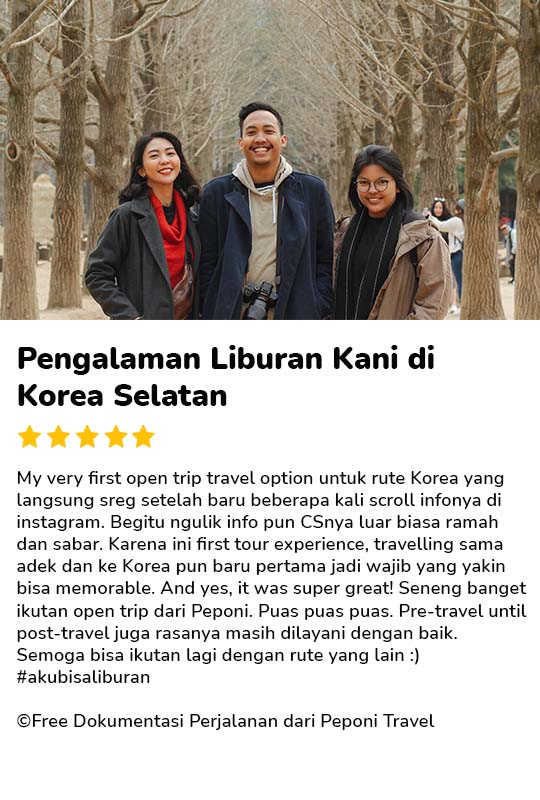 Pengalaman Liburan Kani di
Korea Selatan
My very first open trip travel option untuk rute Korea yang
langsung sreg setelah baru beberapa kali scroll infonya di
instagram. Begitu ngulik info pun CSnya luar biasa ramah
dan sabar. Karena ini first tour experience, travelling sama
adek dan ke Korea pun baru pertama jadi wajib yang yakin
bisa memorable. And yes, it was super great! Seneng banget
ikutan open trip dari Peponi. Puas puas puas. Pre-travel until
post-travel juga rasanya masih dilayani dengan baik.
Semoga bisa ikutan lagi dengan rute yang lain :)
#akubisaliburan
©Free Dokumentasi Perjalanan dari Peponi Travel